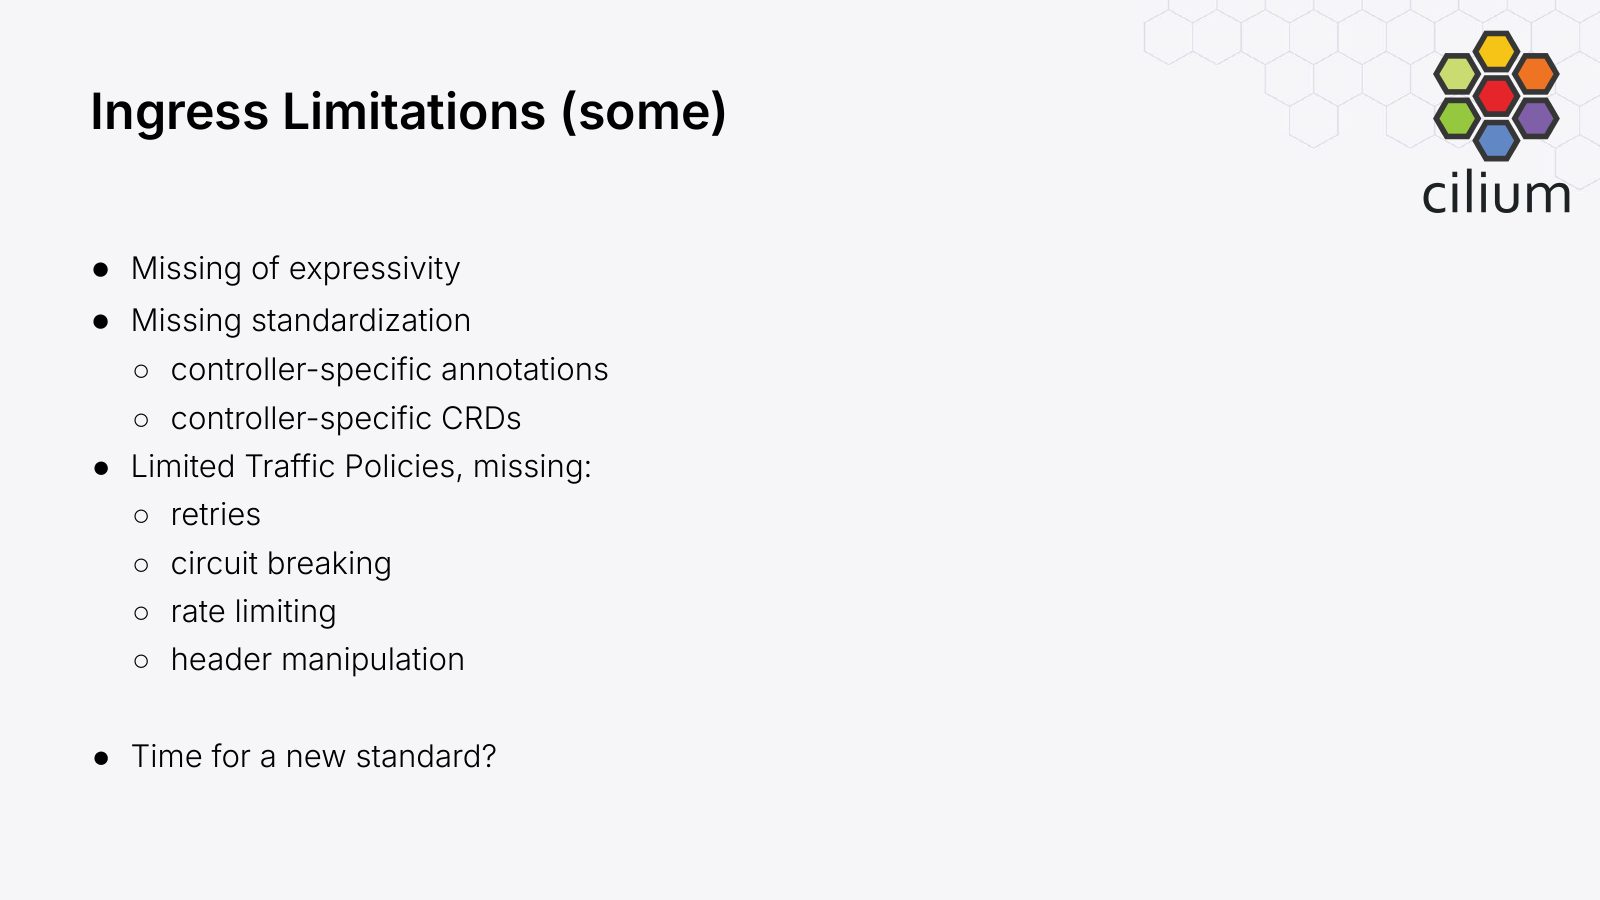 Ingress Limitations (some)
cilium
● Missing of expressivity
● Missing standardization
○ controller-specific annotations
○ controller-specific CRDs
● Limited Traffic Policies, missing:
○ retries
○ circuit breaking
○ rate limiting
○ header manipulation
● Time for a new standard?